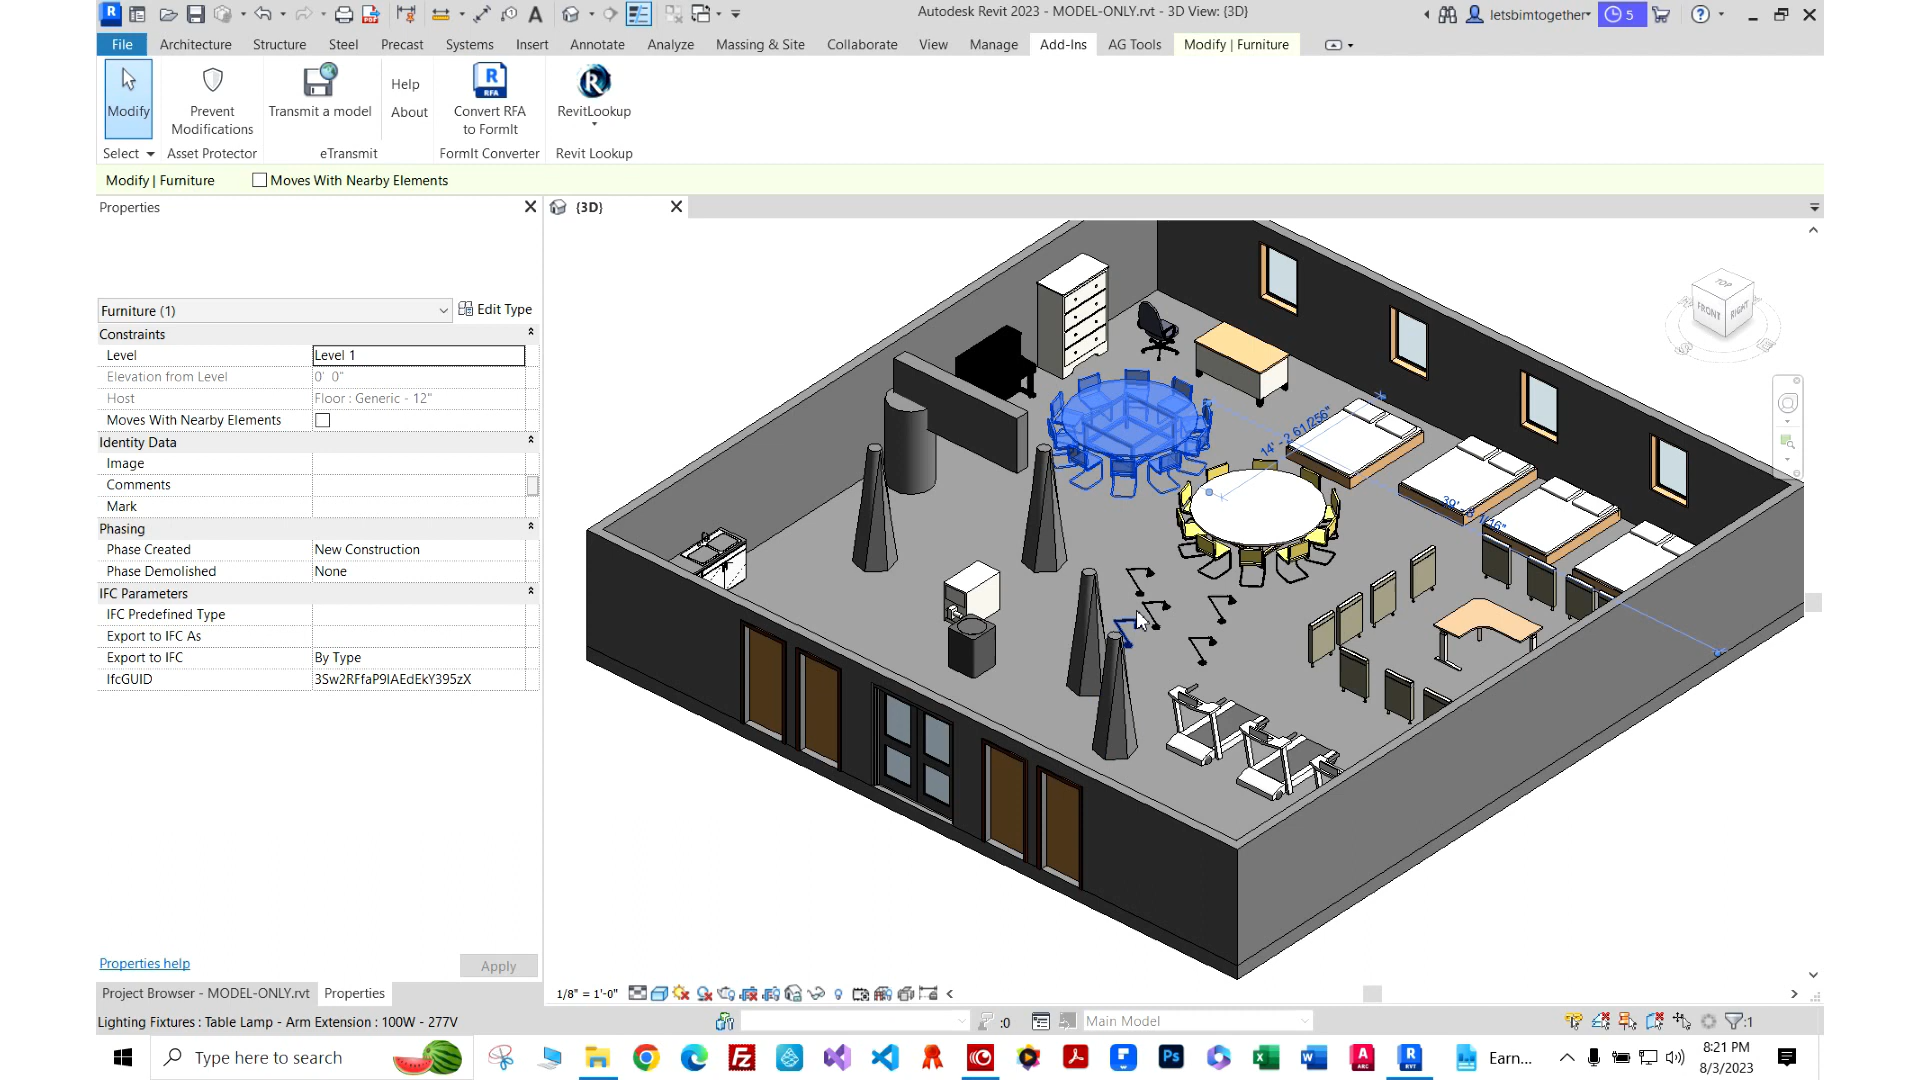 Autodesk Revit 2023 - MODEL-ONLY.rvt - 3D View: {3D}
letsbimtogether
5
File Architecture Structure Steel Precast Systems Insert Annotate Analyze Massing & Site Collaborate View Manage Add-Ins AG Tools Modify | Furniture
Modify
Prevent Modifications
Transmit a model
Help
About
Convert RFA to FormIt
RevitLookup
Select Asset Protector eTransmit FormIt Converter Revit Lookup
Modify | Furniture Moves With Nearby Elements
Properties
{3D}
Furniture (1) Edit Type
Constraints
Level Level 1
Elevation from Level 0' 0"
Host Floor : Generic - 12"
Moves With Nearby Elements
Identity Data
Image
Comments
Mark
Phasing
Phase Created New Construction
Phase Demolished None
IFC Parameters
IFC Predefined Type
Export to IFC As
Export to IFC By Type
IfcGUID 3Sw2RFfaP9IAEdEkY395zX
TOP
FRONT
RIGHT
Properties help Apply
Project Browser - MODEL-ONLY.rvt Properties
1/8" = 1'-0"
Lighting Fixtures : Table Lamp - Arm Extension : 100W - 277V
:0
Main Model
:1
Type here to search
Earn...
8:21 PM
8/3/2023